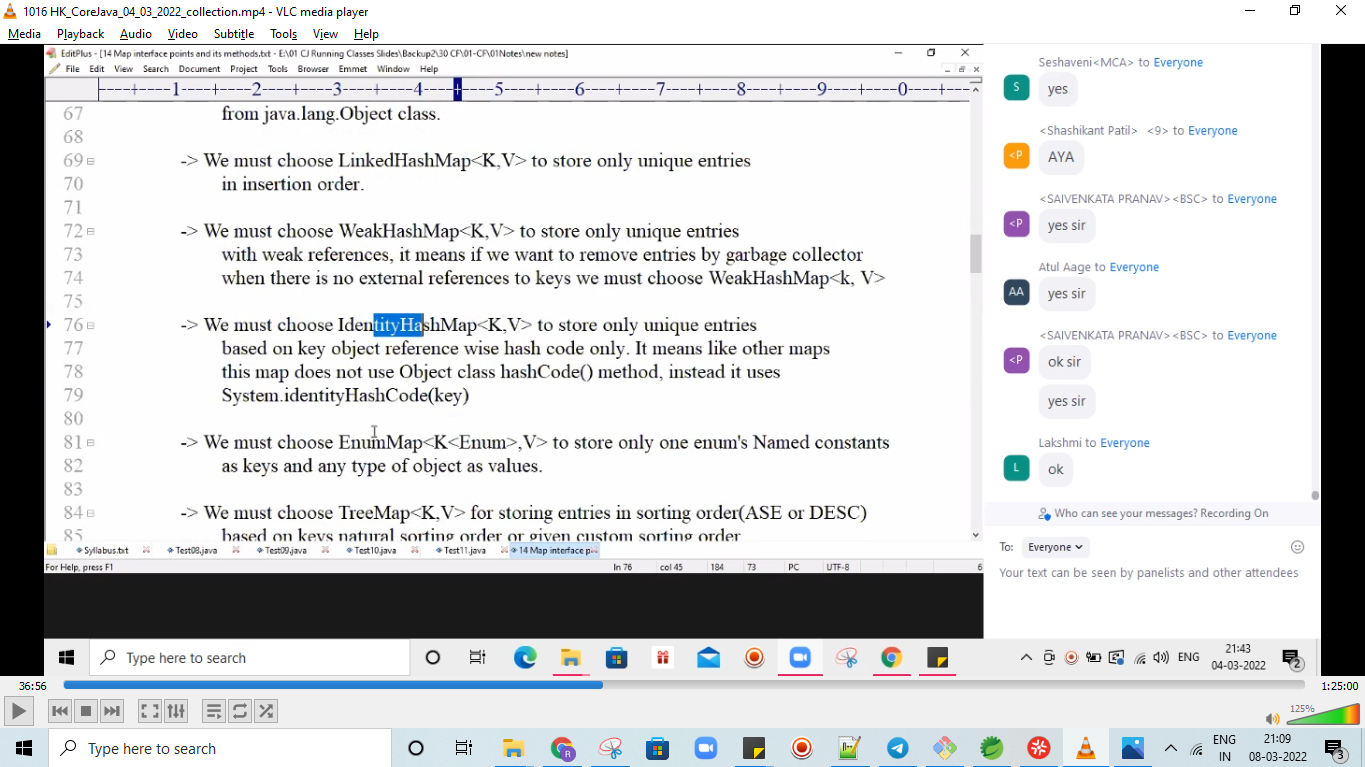 1016 HK_CoreJava_04_03_2022_collection.mp4 - VLC media player
Media Playback Audio Video Subtitle Tools View Help
EditPlus - [14 Map interface points and its methods.txt - E:\01 CJ Running Classes Slides\Backup2\30 CF\01-CF\01Notes\new notes]
File Edit View Search Document Project Tools Browser Emmet Window Help
----+----1----+----2----+----3----+----4----+----5----+----6----+----7----+----8----+----9----+----0----+--
67 from java.lang.Object class.
68
69 -> We must choose LinkedHashMap<K,V> to store only unique entries
70 in insertion order.
71
72 -> We must choose WeakHashMap<K,V> to store only unique entries
73 with weak references, it means if we want to remove entries by garbage collector
74 when there is no external references to keys we must choose WeakHashMap<k, V>
75
76 -> We must choose IdentityHashMap<K,V> to store only unique entries
77 based on key object reference wise hash code only. It means like other maps
78 this map does not use Object class hashCode() method, instead it uses
79 System.identityHashCode(key)
80
81 -> We must choose EnumMap<K<Enum>,V> to store only one enum's Named constants
82 as keys and any type of object as values.
83
84 -> We must choose TreeMap<K,V> for storing entries in sorting order(ASE or DESC)
85 based on keys natural sorting order or given custom sorting order
Syllabus.txt Test08.java Test09.java Test10.java Test11.java 14 Map interface p
For Help, press F1 ln 76 col 45 184 73 PC UTF-8 6
Seshaveni<MCA> to Everyone
S yes
<Shashikant Patil> <9> to Everyone
<P AYA
<SAIVENKATA PRANAV><BSC> to Everyone
<P yes sir
Atul Aage to Everyone
AA yes sir
<SAIVENKATA PRANAV><BSC> to Everyone
<P ok sir
yes sir
Lakshmi to Everyone
L ok
Who can see your messages? Recording On
To: Everyone
Your text can be seen by panelists and other attendees
Type here to search ENG 21:43 04-03-2022 2
36:56 1:25:00
125%
Type here to search ENG IN 21:09 08-03-2022 3